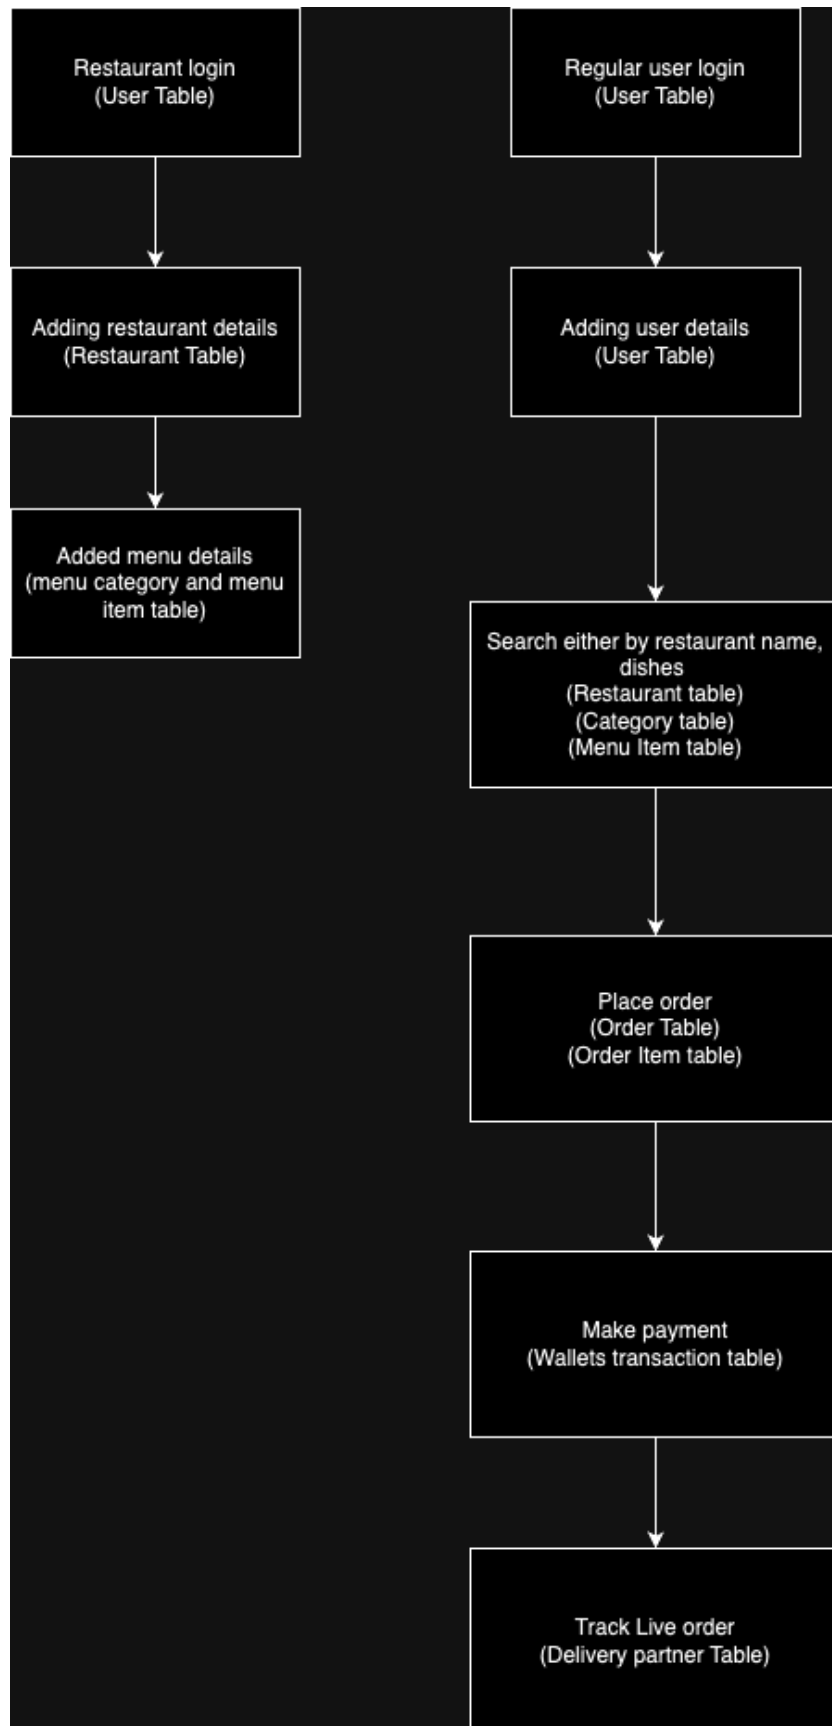 Restaurant login
(User Table)
Adding restaurant details
(Restaurant Table)
Added menu details
(menu category and menu
item table)
Regular user login
(User Table)
Adding user details
(User Table)
Search either by restaurant name,
dishes
(Restaurant table)
(Category table)
(Menu Item table)
Place order
(Order Table)
(Order Item table)
Make payment
(Wallets transaction table)
Track Live order
(Delivery partner Table)